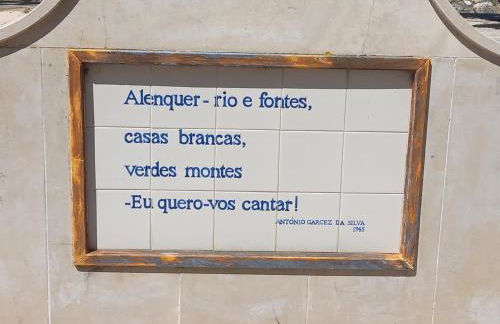 Alenquer - rio e fontes,
casas brancas,
verdes montes
-Eu quero-vos cantar!
ANTÓNIO GARCEZ DA SILVA
1965